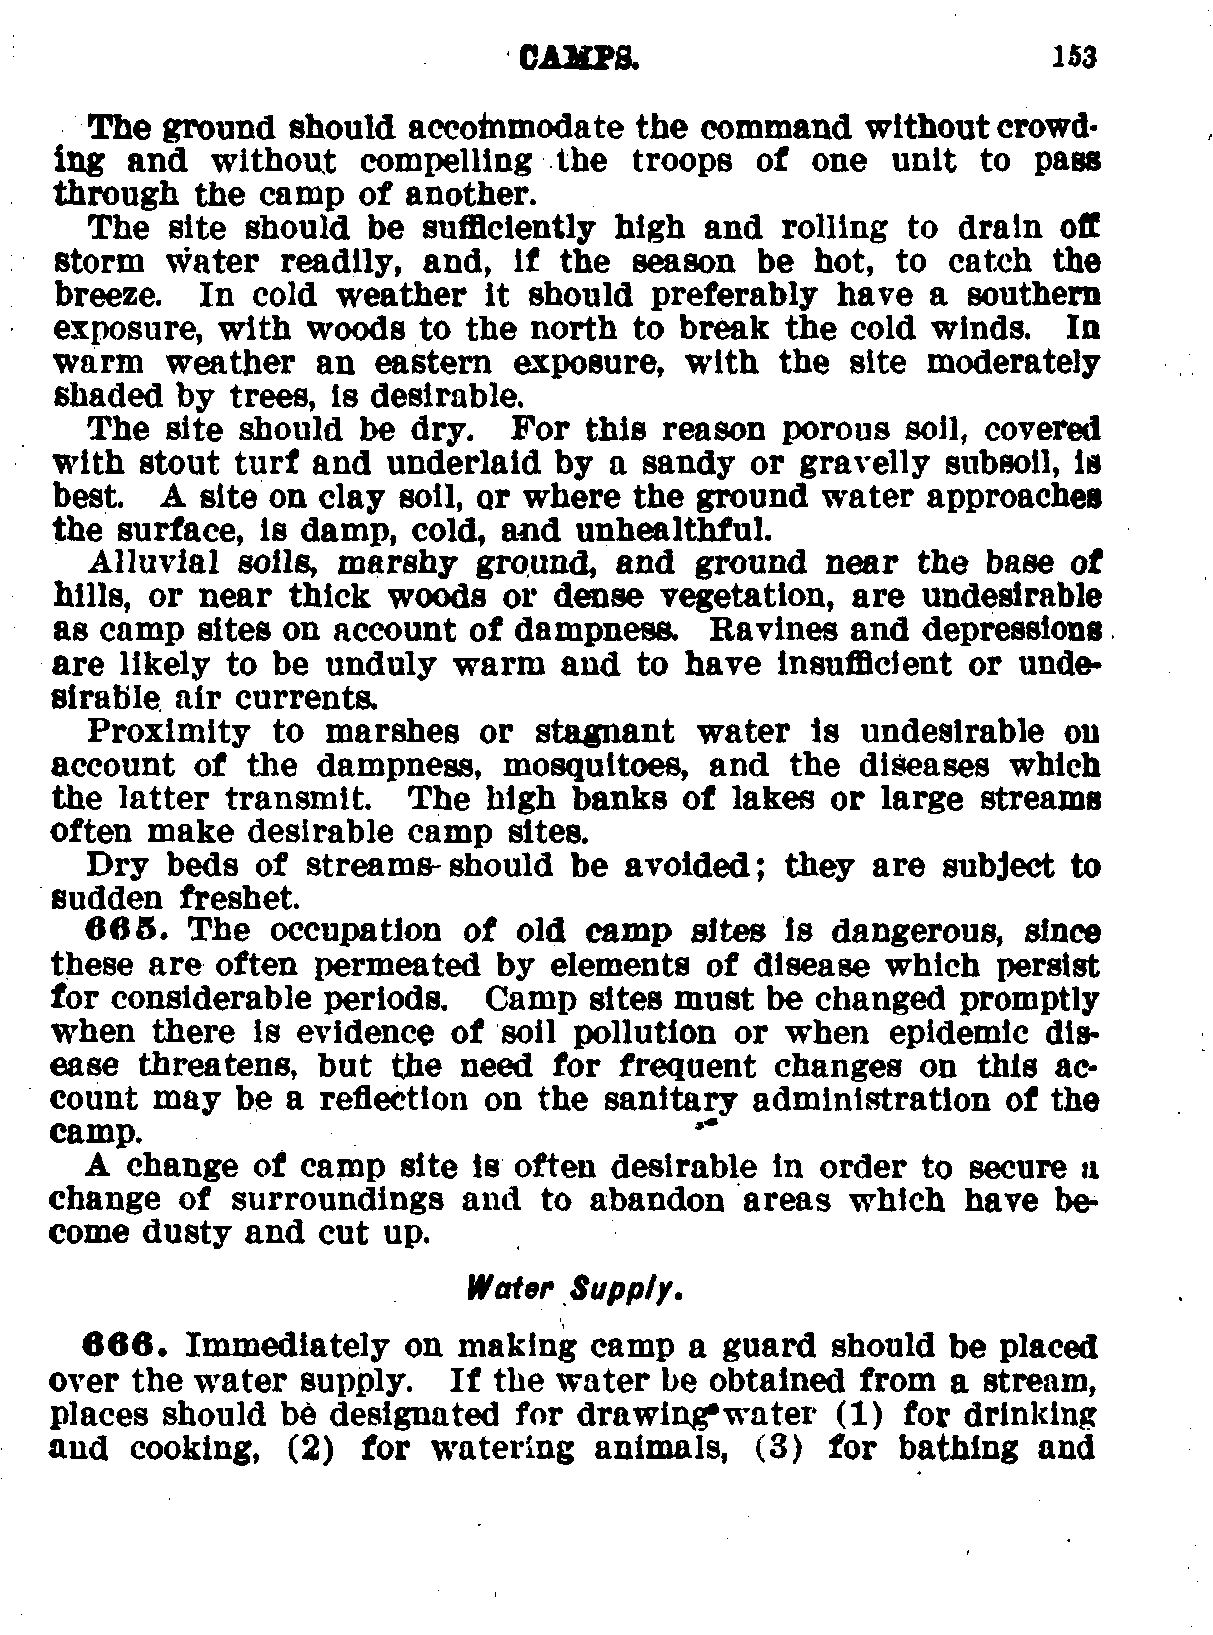 CAMPS. 153
The ground should accommodate the command without crowd-
ing and without compelling the troops of one unit to pass
through the camp of another.
The site should be sufficiently high and rolling to drain off
storm water readily, and, if the season be hot, to catch the
breeze. In cold weather it should preferably have a southern
exposure, with woods to the north to break the cold winds. In
warm weather an eastern exposure, with the site moderately
shaded by trees, is desirable.
The site should be dry. For this reason porous soil, covered
with stout turf and underlaid by a sandy or gravelly subsoil, is
best. A site on clay soil, or where the ground water approaches
the surface, is damp, cold, and unhealthful.
Alluvial soils, marshy ground, and ground near the base of
hills, or near thick woods or dense vegetation, are undesirable
as camp sites on account of dampness. Ravines and depressions
are likely to be unduly warm and to have insufficient or unde-
sirable air currents.
Proximity to marshes or stagnant water is undesirable on
account of the dampness, mosquitoes, and the diseases which
the latter transmit. The high banks of lakes or large streams
often make desirable camp sites.
Dry beds of streams should be avoided; they are subject to
sudden freshet.
665. The occupation of old camp sites is dangerous, since
these are often permeated by elements of disease which persist
for considerable periods. Camp sites must be changed promptly
when there is evidence of soil pollution or when epidemic dis-
ease threatens, but the need for frequent changes on this ac-
count may be a reflection on the sanitary administration of the
camp.
A change of camp site is often desirable in order to secure a
change of surroundings and to abandon areas which have be-
come dusty and cut up.
Water Supply.
666. Immediately on making camp a guard should be placed
over the water supply. If the water be obtained from a stream,
places should be designated for drawing water (1) for drinking
and cooking, (2) for watering animals, (3) for bathing and